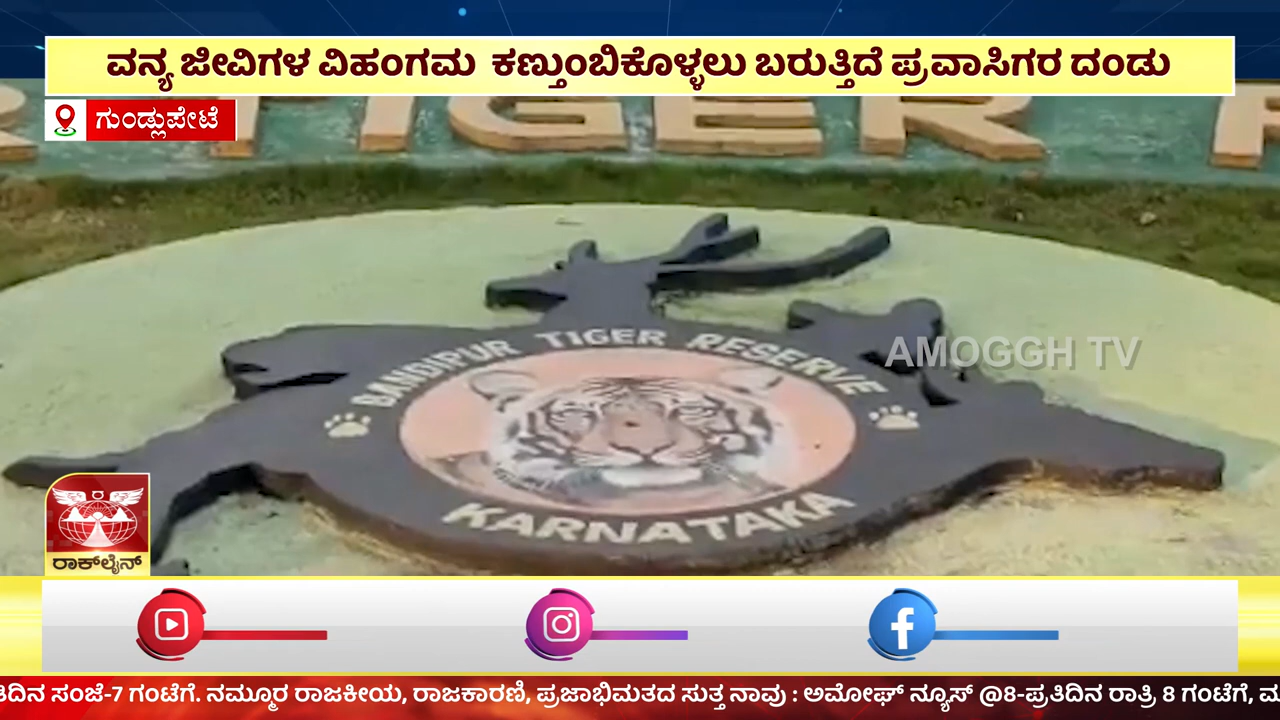 ವನ್ಯ ಜೀವಿಗಳ ವಿಹಂಗಮ ಕಣ್ತುಂಬಿಕೊಳ್ಳಲು ಬರುತ್ತಿದೆ ಪ್ರವಾಸಿಗರ ದಂಡು
ಗುಂಡ್ಲುಪೇಟೆ
R TIGER R
AMOGGH TV
BANDIPUR TIGER RESERVE
KARNATAKA
ರಾಕ್‌ಲೈನ್
ತಿದಿನ ಸಂಜೆ-7 ಗಂಟೆಗೆ. ನಮ್ಮೂರ ರಾಜಕೀಯ, ರಾಜಕಾರಣಿ, ಪ್ರಜಾಭಿಮತದ ಸುತ್ತ ನಾವು : ಅಮೋಘ್ ನ್ಯೂಸ್ @8-ಪ್ರತಿದಿನ ರಾತ್ರಿ 8 ಗಂಟೆಗೆ,